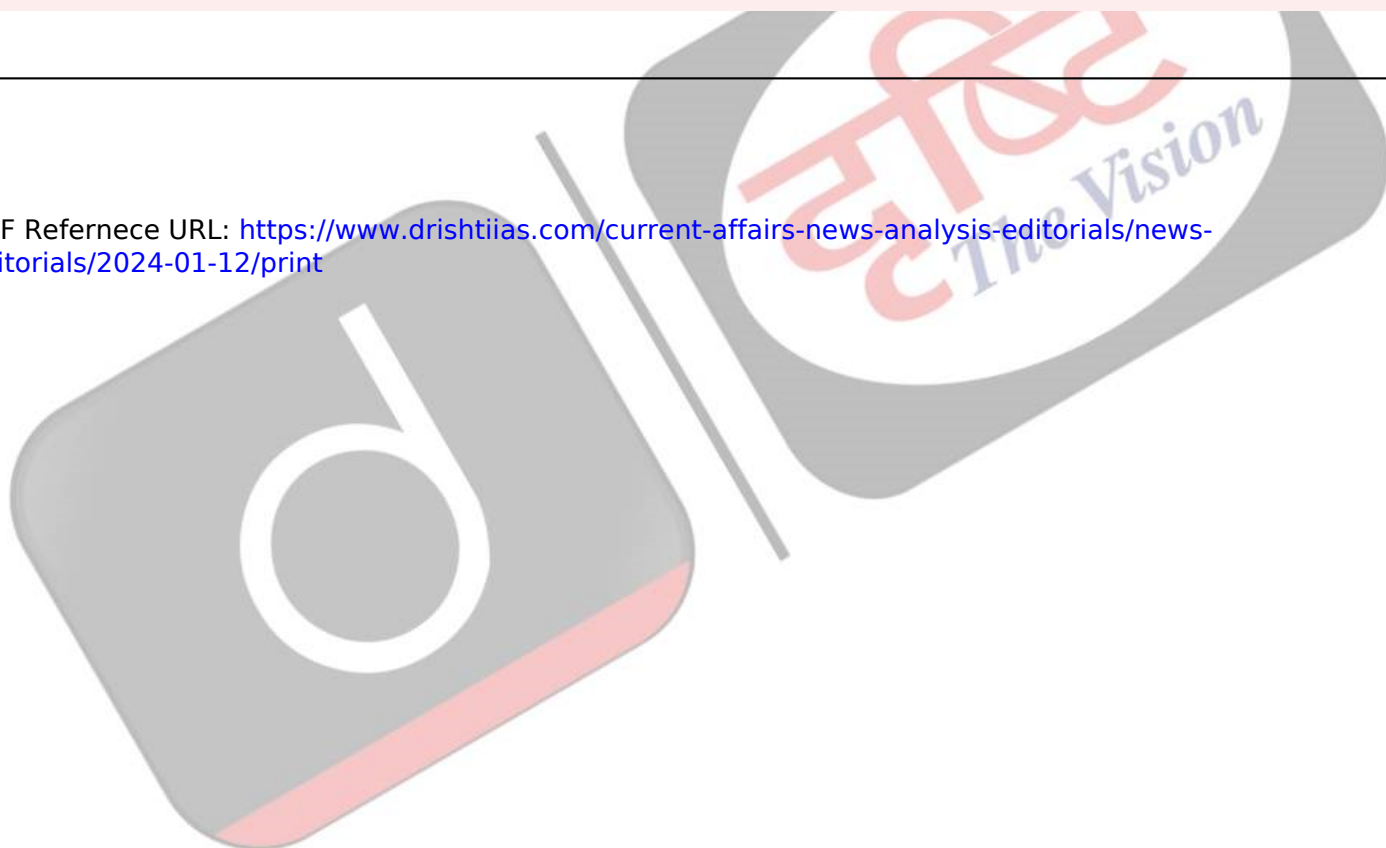 दृष्टि
The Vision
F Refernece URL: https://www.drishtiias.com/current-affairs-news-analysis-editorials/news-
itorials/2024-01-12/print